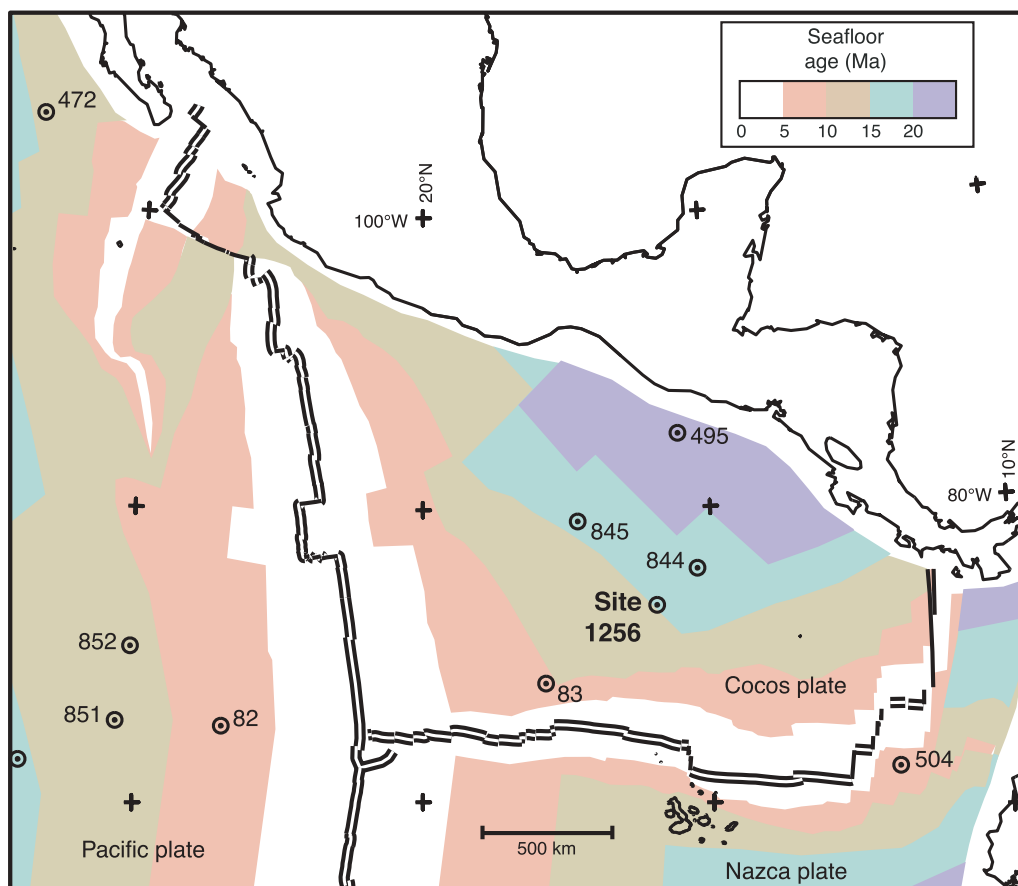 Seafloor
age (Ma)
0 5 10 15 20
472
20°N
100°W
495
10°N
80°W
845
844
Site
1256
852
83
Cocos plate
851
82
504
Pacific plate
500 km
Nazca plate